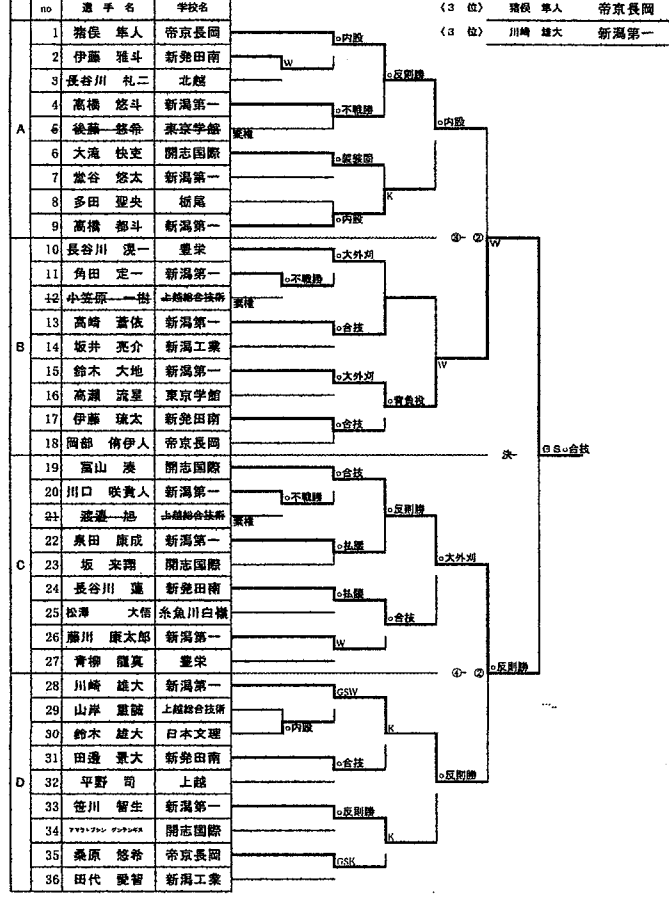 no 選手名 学校名
〈3 位〉 猪俣 隼人 帝京長岡
〈3 位〉 川崎 雄大 新潟第一
1 猪俣 隼人 帝京長岡
○内股
2 伊藤 雅斗 新発田南
W
○反則勝
3 長谷川 礼二 北越
4 高橋 悠斗 新潟第一
○不戦勝
A
○内股
5 後藤 悠希 東京学館 棄権
6 大滝 快吏 開志国際
○袈裟固
7 堂谷 悠太 新潟第一
K
8 多田 聖央 栃尾
○内股
9 高橋 都斗 新潟第一
③- ② W
10 長谷川 滉一 豊栄
○大外刈
11 角田 定一 新潟第一
○不戦勝
12 小笠原 一樹 上越総合技術 棄権
13 高崎 蒼依 新潟第一
○合技
B
14 坂井 亮介 新潟工業
W
15 鈴木 大地 新潟第一
○大外刈
16 高瀬 流星 東京学館
○背負投
17 伊藤 琉太 新発田南
○合技
18 岡部 侑伊人 帝京長岡
決- GS○合技
19 冨山 湊 開志国際
○合技
20 川口 咲貴人 新潟第一
○不戦勝
○反則勝
21 渡邉 旭 上越総合技術 棄権
22 泉田 康成 新潟第一
○払腰
C
○大外刈
23 坂 来翔 開志国際
24 長谷川 蓮 新発田南
○払腰
25 松澤 大悟 糸魚川白嶺
○合技
26 藤川 康太郎 新潟第一
W
27 青柳 龍真 豊栄
④- ② ○反則勝
28 川崎 雄大 新潟第一
GSW
29 山岸 重誠 上越総合技術
○内股
K
30 鈴木 雄大 日本文理
31 田邉 景大 新発田南
○合技
D
○反則勝
32 平野 司 上越
33 笹川 智生 新潟第一
○反則勝
34 開志国際
K
35 桑原 悠希 帝京長岡
GSK
36 田代 愛智 新潟工業